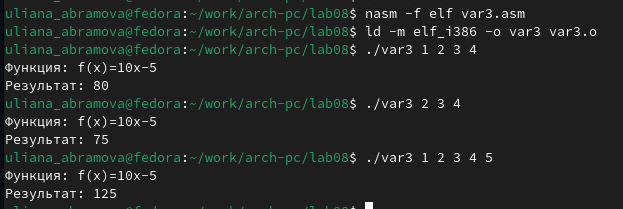 uliana_abramova@fedora:~/work/arch-pc/lab08$ nasm -f elf var3.asm
uliana_abramova@fedora:~/work/arch-pc/lab08$ ld -m elf_i386 -o var3 var3.o
uliana_abramova@fedora:~/work/arch-pc/lab08$ ./var3 1 2 3 4
Функция: f(x)=10x-5
Результат: 80
uliana_abramova@fedora:~/work/arch-pc/lab08$ ./var3 2 3 4
Функция: f(x)=10x-5
Результат: 75
uliana_abramova@fedora:~/work/arch-pc/lab08$ ./var3 1 2 3 4 5
Функция: f(x)=10x-5
Результат: 125
uliana_abramova@fedora:~/work/arch-pc/lab08$